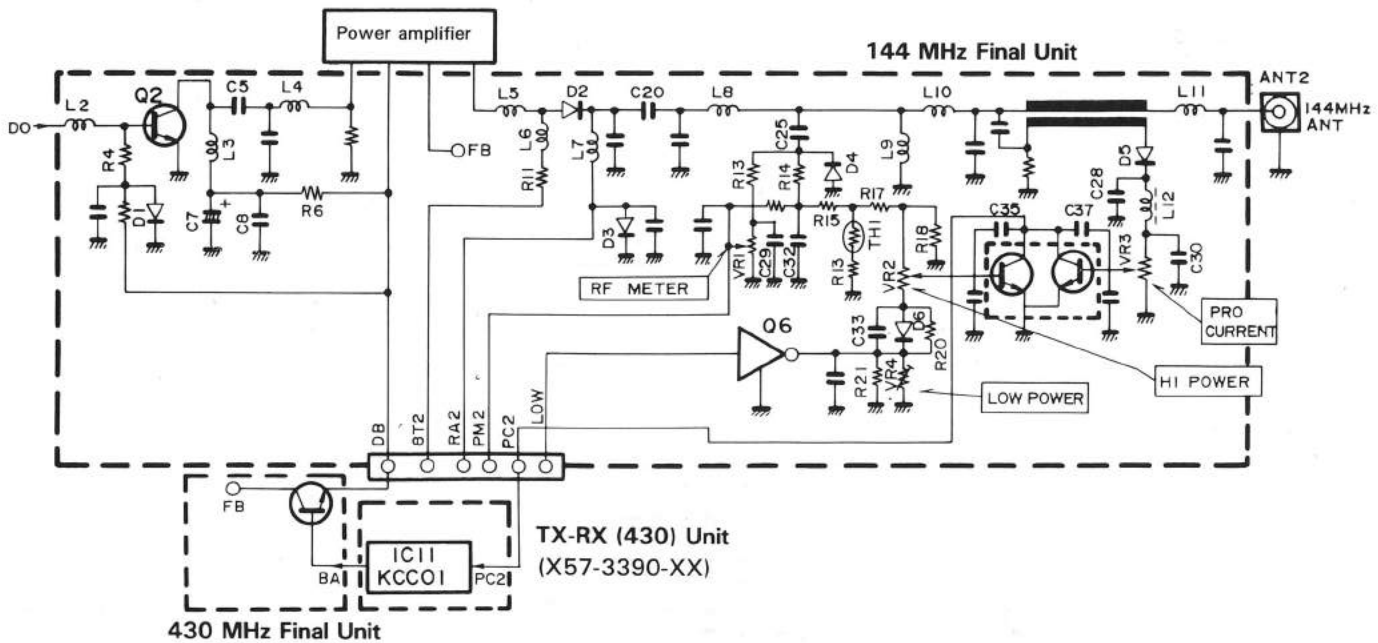 Power amplifier
144 MHz Final Unit
ANT2
144MHz
ANT
DO
L2
Q2
C5
L4
L5
D2
C20
L8
L10
L11
R4
L3
L6
L7
FB
C25
L9
D5
R11
R13
R14
D4
C28
L12
D1
C7
+
C8
R6
D3
R15
R17
R18
C35
C37
VR3
C30
VR1
C29
C32
TH1
R13
VR2
RF METER
PRO
CURRENT
Q6
C33
D6
R20
R21
VR4
HI POWER
LOW POWER
DB
BT2
RA2
PM2
PC2
LOW
FB
BA
IC11
KCC01
PC2
TX-RX (430) Unit
(X57-3390-XX)
430 MHz Final Unit